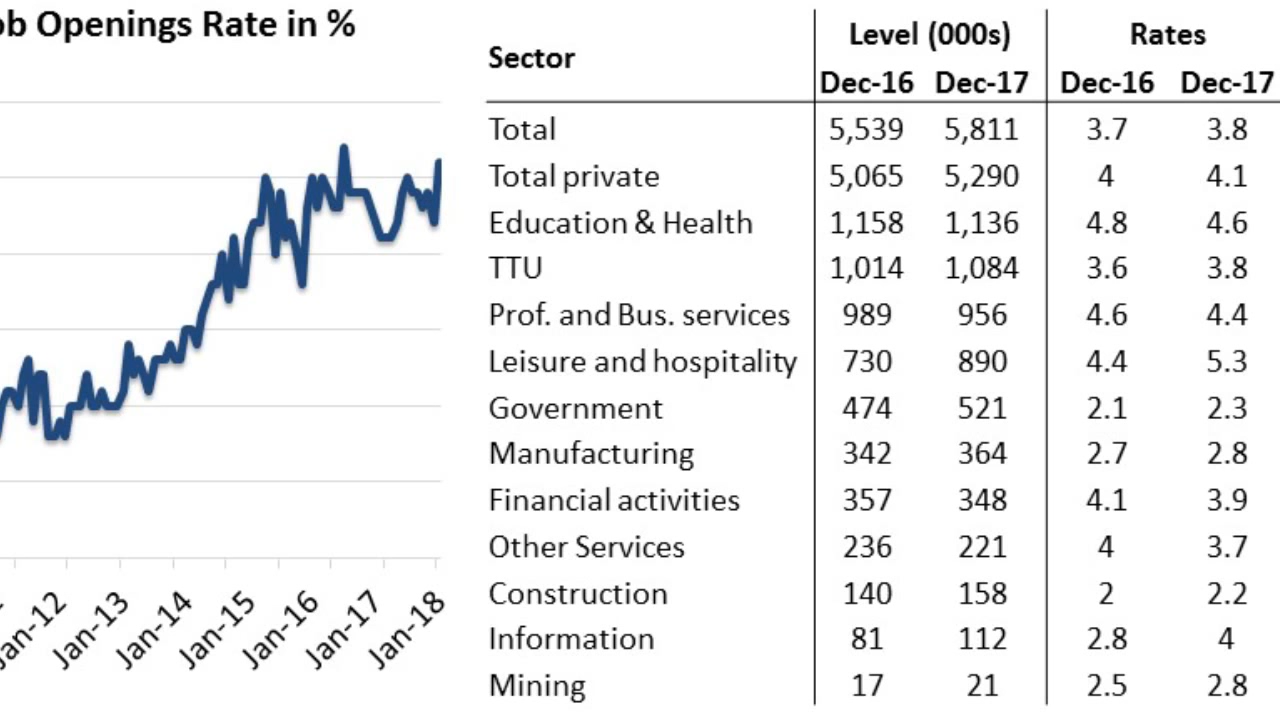 ob Openings Rate in %
Jan-12
Jan-13
Jan-14
Jan-15
Jan-16
Jan-17
Jan-18
Sector Level (000s) Rates
Dec-16 Dec-17 Dec-16 Dec-17
Total 5,539 5,811 3.7 3.8
Total private 5,065 5,290 4 4.1
Education & Health 1,158 1,136 4.8 4.6
TTU 1,014 1,084 3.6 3.8
Prof. and Bus. services 989 956 4.6 4.4
Leisure and hospitality 730 890 4.4 5.3
Government 474 521 2.1 2.3
Manufacturing 342 364 2.7 2.8
Financial activities 357 348 4.1 3.9
Other Services 236 221 4 3.7
Construction 140 158 2 2.2
Information 81 112 2.8 4
Mining 17 21 2.5 2.8